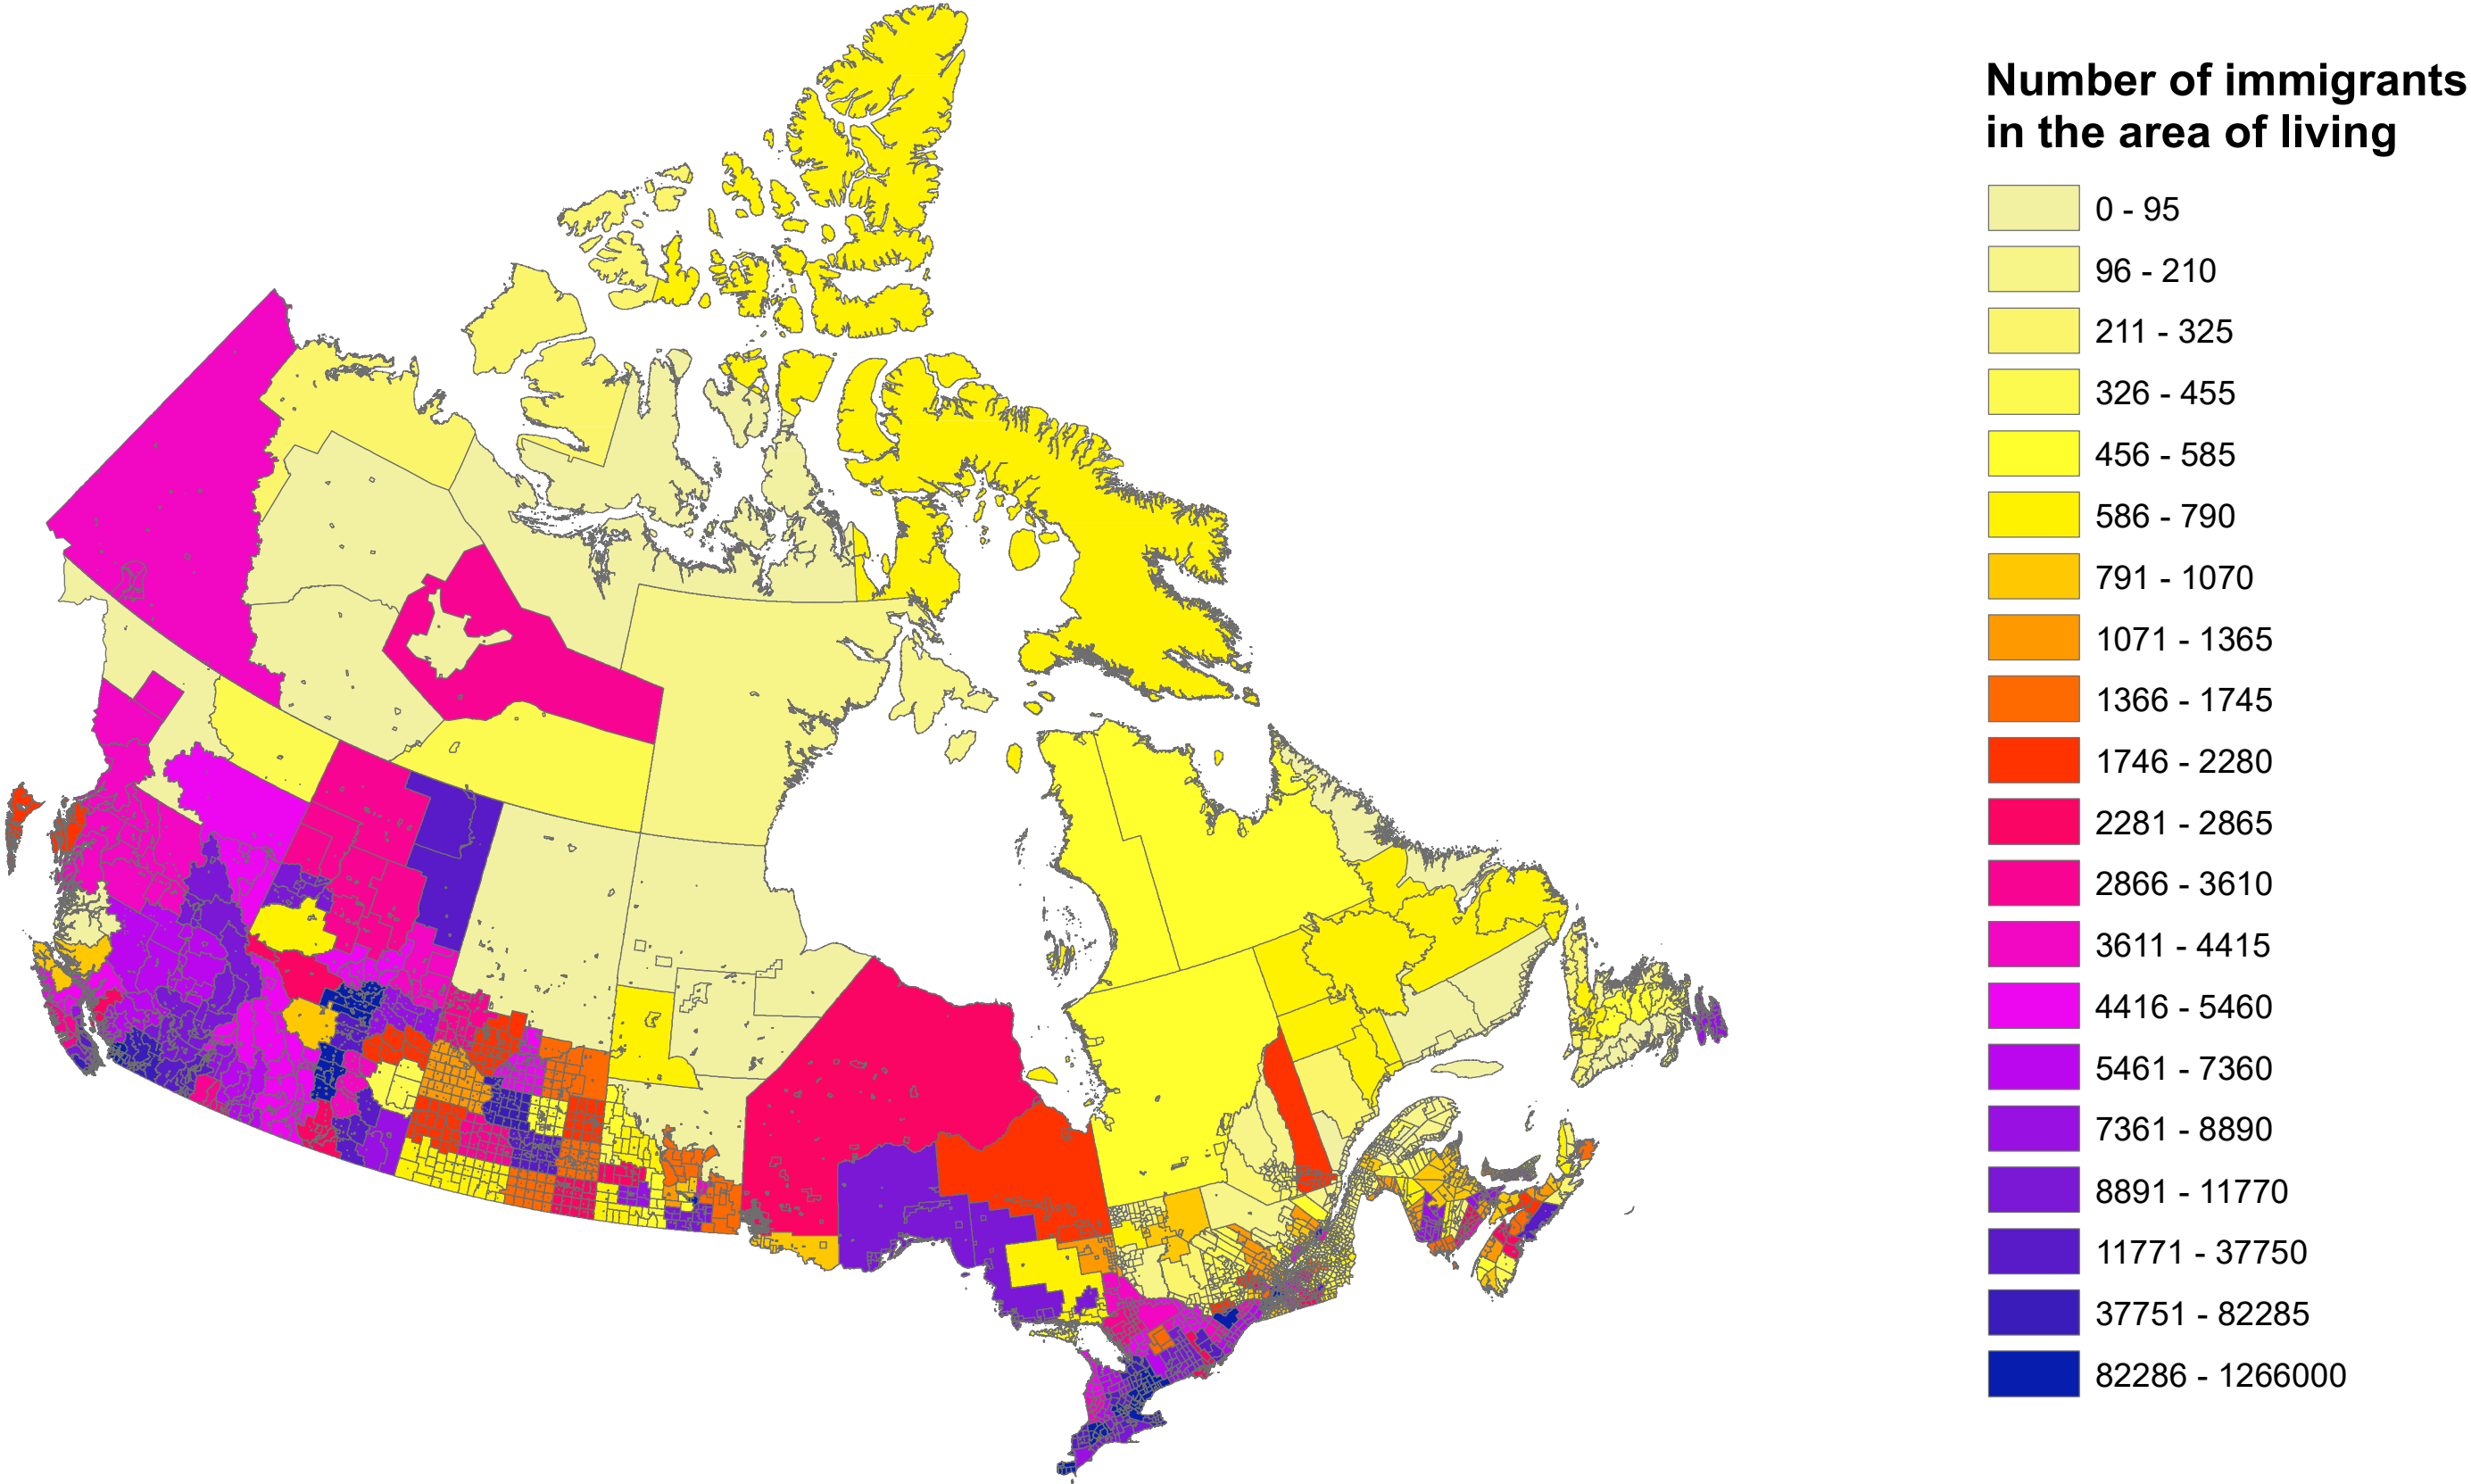 Number of immigrants
in the area of living
0 - 95
96 - 210
211 - 325
326 - 455
456 - 585
586 - 790
791 - 1070
1071 - 1365
1366 - 1745
1746 - 2280
2281 - 2865
2866 - 3610
3611 - 4415
4416 - 5460
5461 - 7360
7361 - 8890
8891 - 11770
11771 - 37750
37751 - 82285
82286 - 1266000